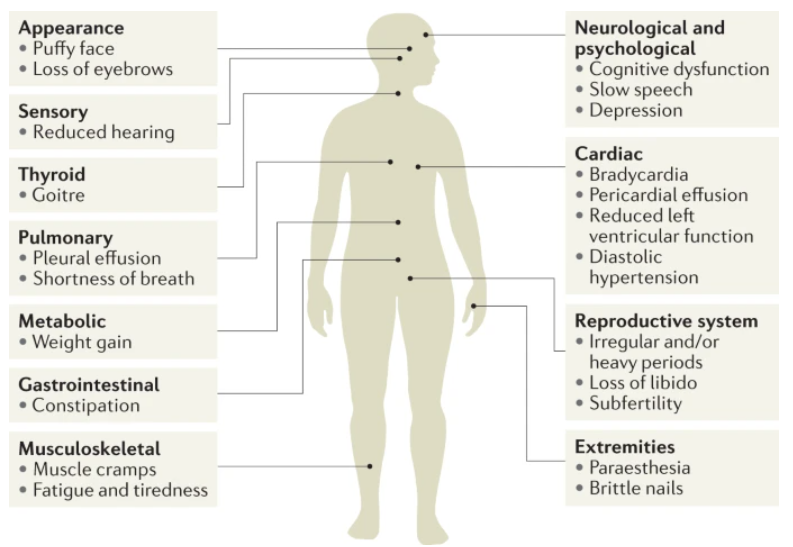 Appearance
• Puffy face
• Loss of eyebrows
Sensory
• Reduced hearing
Thyroid
• Goitre
Pulmonary
• Pleural effusion
• Shortness of breath
Metabolic
• Weight gain
Gastrointestinal
• Constipation
Musculoskeletal
• Muscle cramps
• Fatigue and tiredness
Neurological and
psychological
• Cognitive dysfunction
• Slow speech
• Depression
Cardiac
• Bradycardia
• Pericardial effusion
• Reduced left
ventricular function
• Diastolic
hypertension
Reproductive system
• Irregular and/or
heavy periods
• Loss of libido
• Subfertility
Extremities
• Paraesthesia
• Brittle nails